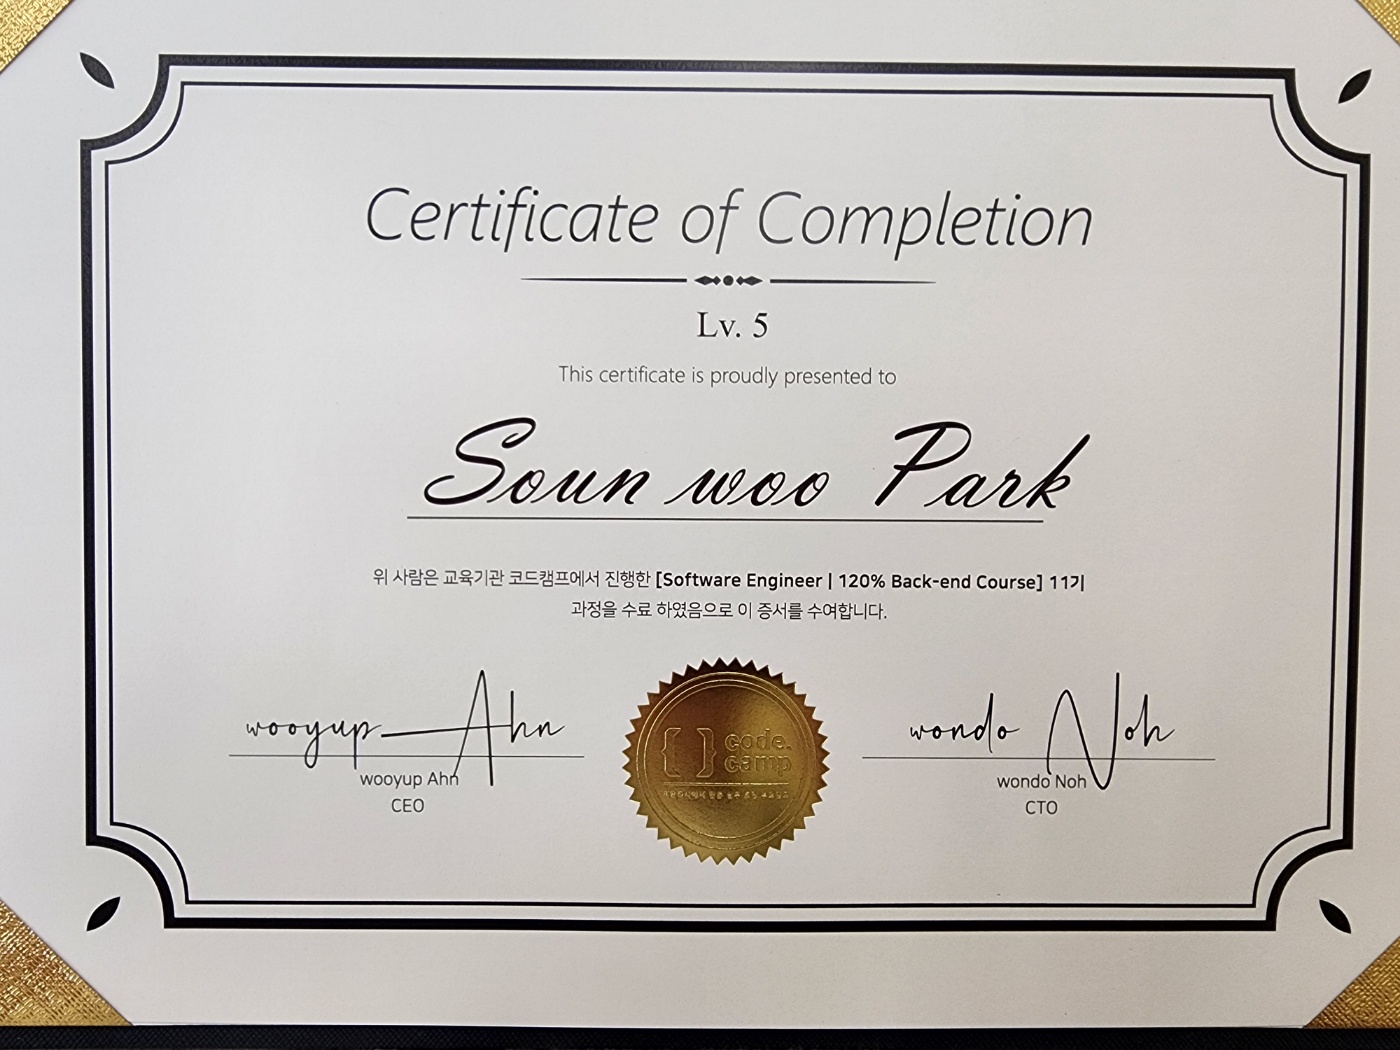 Certificate of Completion
Lv. 5
This certificate is proudly presented to
Soun woo Park
위 사람은 교육기관 코드캠프에서 진행한 [Software Engineer | 120% Back-end Course] 11기
과정을 수료 하였음으로 이 증서를 수여합니다.
wooyup Ahn
wooyup Ahn
CEO
{ } code.
camp
wondo Noh
wondo Noh
CTO